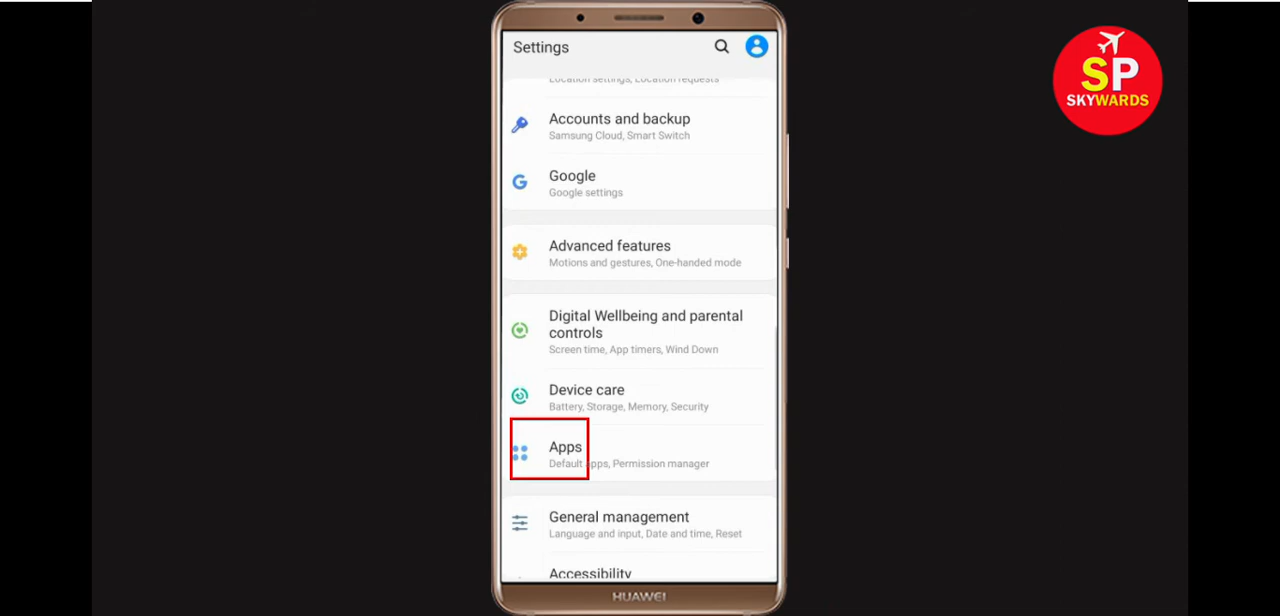 Settings
Location settings, Location requests
Accounts and backup
Samsung Cloud, Smart Switch
Google
Google settings
Advanced features
Motions and gestures, One-handed mode
Digital Wellbeing and parental
controls
Screen time, App timers, Wind Down
Device care
Battery, Storage, Memory, Security
Apps
Default apps, Permission manager
General management
Language and input, Date and time, Reset
Accessibility
HUAWEI
SP
SKYWARDS